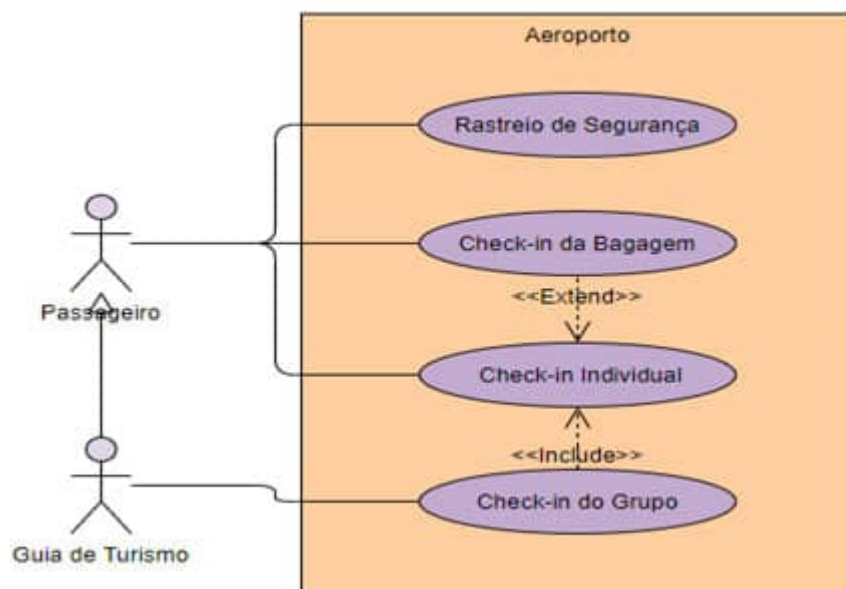 Aeroporto
Rastreio de Segurança
Check-in da Bagagem
<<Extend>>
Passageiro
Check-in Individual
<<Include>>
Check-in do Grupo
Guia de Turismo